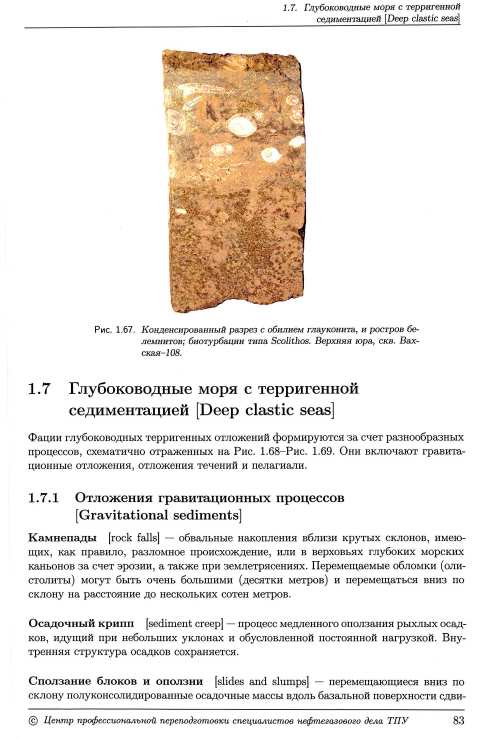 1.7. Глубоководные моря с терригенной
седиментацией [Deep clastic seas]
Рис. 1.67. Конденсированный разрез с обилием глауконита, и ростров бе-
лемнитов; биотурбации типа Scolithos. Верхняя юра, скв. Вах-
ская–108.
1.7 Глубоководные моря с терригенной
седиментацией [Deep clastic seas]
Фации глубоководных терригенных отложений формируются за счет разнообразных
процессов, схематично отраженных на Рис. 1.68–Рис. 1.69. Они включают гравита-
ционные отложения, отложения течений и пелагиали.
1.7.1 Отложения гравитационных процессов
[Gravitational sediments]
Камнепады [rock falls] — обвальные накопления вблизи крутых склонов, имею-
щих, как правило, разломное происхождение, или в верховьях глубоких морских
каньонов за счет эрозии, а также при землетрясениях. Перемещаемые обломки (оли-
столиты) могут быть очень большими (десятки метров) и перемещаться вниз по
склону на расстояние до нескольких сотен метров.
Осадочный крипп [sediment creep] — процесс медленного оползания рыхлых осад-
ков, идущий при небольших уклонах и обусловленной постоянной нагрузкой. Вну-
тренняя структура осадков сохраняется.
Сползание блоков и оползни [slides and slumps] — перемещающиеся вниз по
склону полуконсолидированные осадочные массы вдоль базальной поверхности сдви-
© Центр профессиональной переподготовки специалистов нефтегазового дела ТПУ 83